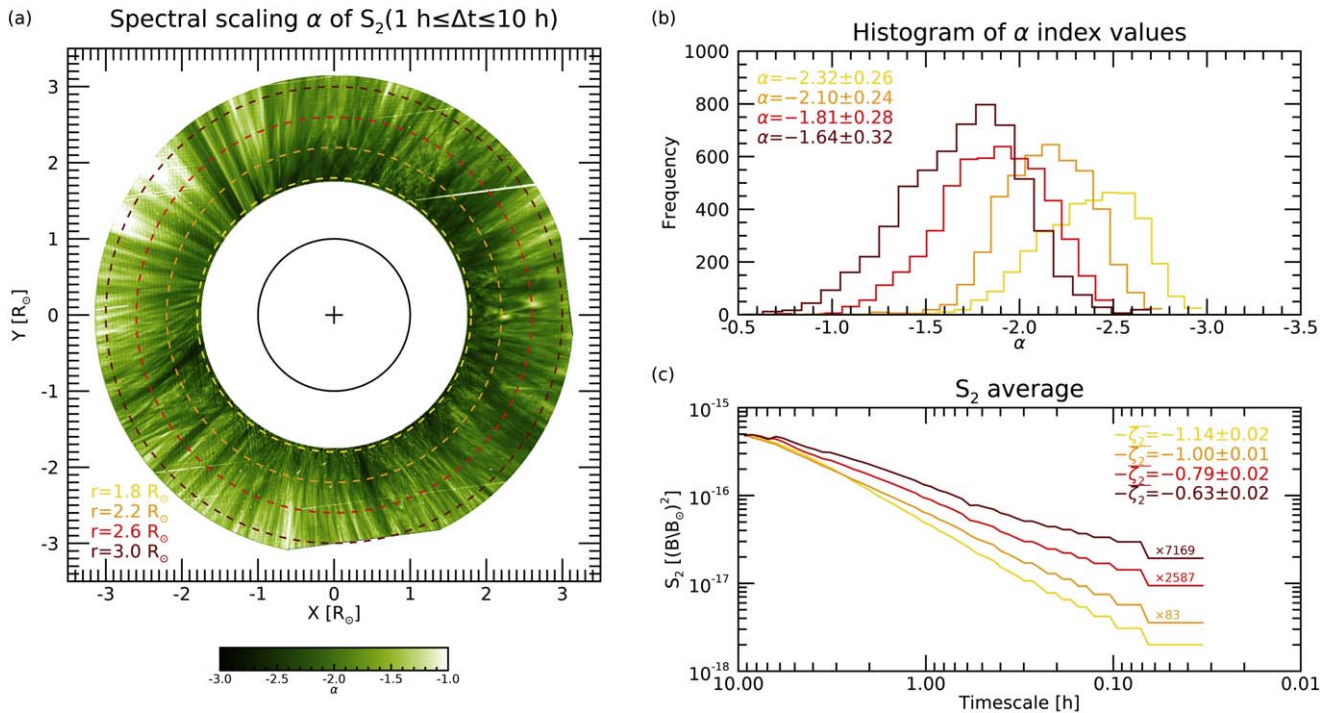 (a)
Spectral scaling α of S₂(1 h≤Δt≤10 h)
Y [R⊙]
3
2
1
0
-1
-2
-3
r=1.8 R⊙
r=2.2 R⊙
r=2.6 R⊙
r=3.0 R⊙
-3 -2 -1 0 1 2 3
X [R⊙]
-3.0 -2.5 -2.0 -1.5 -1.0
α
(b)
Histogram of α index values
Frequency
1000
800
600
400
200
0
α=−2.32±0.26
α=−2.10±0.24
α=−1.81±0.28
α=−1.64±0.32
-0.5 -1.0 -1.5 -2.0 -2.5 -3.0 3.5
α
(c)
S₂ average
S₂ [(B\B⊙)²]
10⁻¹⁵
10⁻¹⁶
10⁻¹⁷
10⁻¹⁸
−ζ̅₂=−1.14±0.02
−ζ̅₂=−1.00±0.01
−ζ̅₂=−0.79±0.02
−ζ̅₂=−0.63±0.02
×7169
×2587
×83
10.00 1.00 0.10 0.01
Timescale [h]